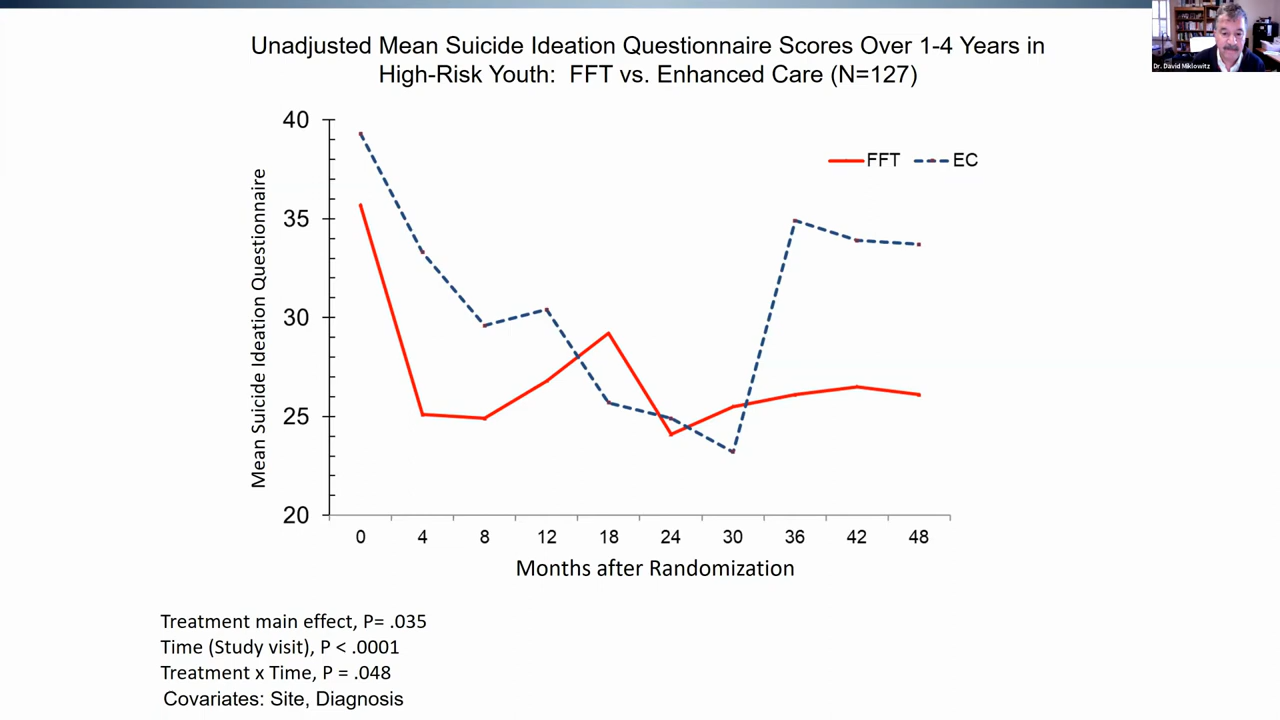 Dr. David Miklowitz
Unadjusted Mean Suicide Ideation Questionnaire Scores Over 1-4 Years in
High-Risk Youth:  FFT vs. Enhanced Care (N=127)
Mean Suicide Ideation Questionnaire
40
35
30
25
20
FFT
EC
0 4 8 12 18 24 30 36 42 48
Months after Randomization
Treatment main effect, P= .035
Time (Study visit), P < .0001
Treatment x Time, P = .048
Covariates: Site, Diagnosis